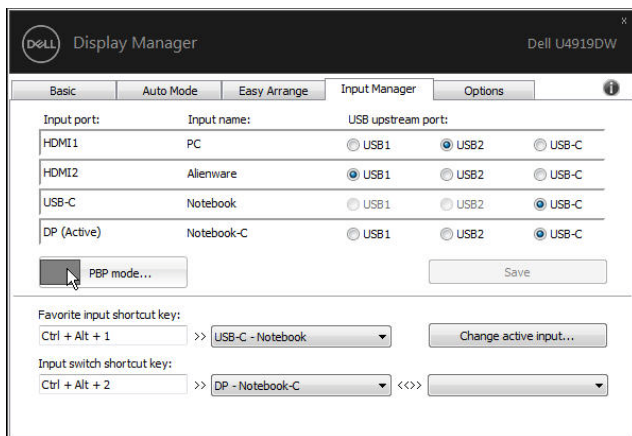 x
DELL Display Manager Dell U4919DW
Basic Auto Mode Easy Arrange Input Manager Options i
Input port: Input name: USB upstream port:
HDMI1 PC USB1 USB2 USB-C
HDMI2 Alienware USB1 USB2 USB-C
USB-C Notebook USB1 USB2 USB-C
DP (Active) Notebook-C USB1 USB2 USB-C
PBP mode... Save
Favorite input shortcut key:
Ctrl + Alt + 1 >> USB-C - Notebook Change active input...
Input switch shortcut key:
Ctrl + Alt + 2 >> DP - Notebook-C <<>>